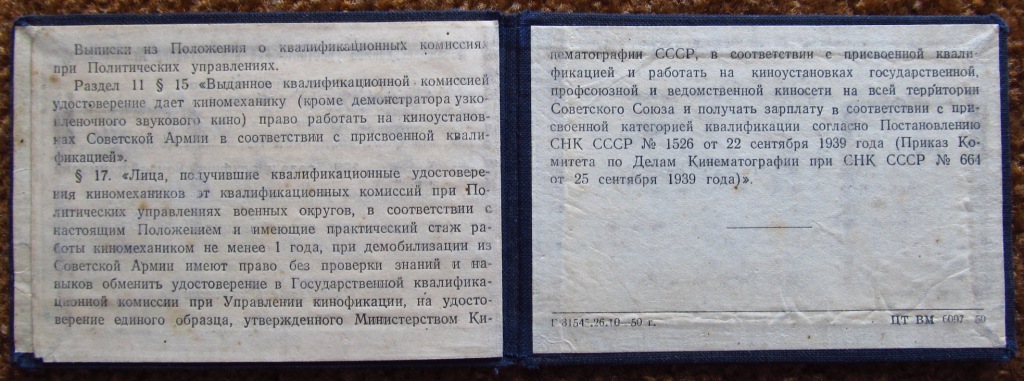 Выписки из Положения о квалификационных комиссиях
при Политических управлениях.
Раздел 11 § 15 «Выданное квалификационной комиссией
удостоверение дает киномеханику (кроме демонстратора узко-
пленочного звукового кино) право работать на киноустанов-
ках Советской Армии в соответствии с присвоенной квали-
фикацией».
§ 17. «Лица, получившие квалификационные удостовере-
ния киномехаников от квалификационных комиссий при По-
литических управлениях военных округов, в соответствии с
настоящим Положением и имеющие практический стаж ра-
боты киномехаником не менее 1 года, при демобилизации из
Советской Армии имеют право без проверки знаний и на-
выков обменить удостоверение в Государственной квалифика-
ционной комиссии при Управлении кинофикации, на удосто-
верение единого образца, утвержденного Министерством Ки-
нематографии СССР, в соответствии с присвоенной квали-
фикацией и работать на киноустановках государственной,
профсоюзной и ведомственной киносети на всей территории
Советского Союза и получать зарплату в соответствии с при-
своенной категорией квалификации согласно Постановлению
СНК СССР № 1526 от 22 сентября 1939 года (Приказ Ко-
митета по Делам Кинематографии при СНК СССР № 661
от 25 сентября 1939 года)».
26.10—50 г.
ЦТ ВМ 6097—50